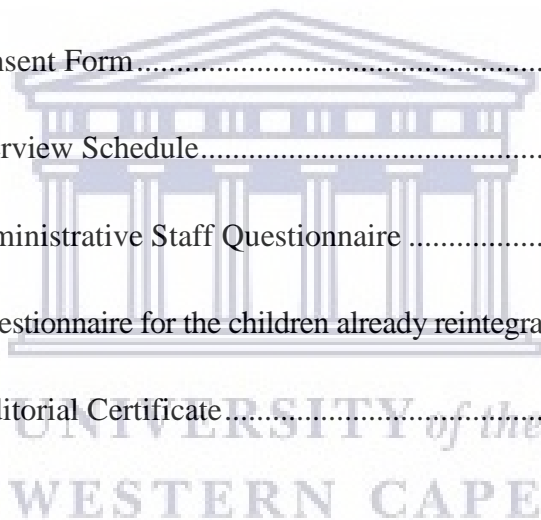 nsent Form
rview Schedule
ministrative Staff Questionnaire
estionnaire for the children already reintegra
ditorial Certificate
UNIVERSITY of the
WESTERN CAPE